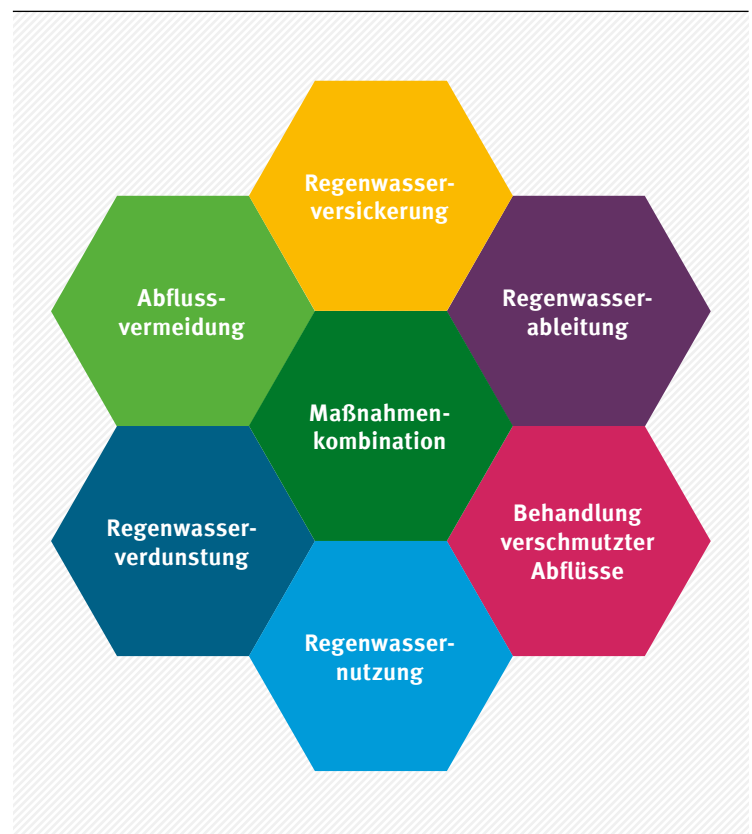 Regenwasser-
versickerung
Abfluss-
vermeidung
Regenwasser-
ableitung
Maßnahmen-
kombination
Regenwasser-
verdunstung
Behandlung
verschmutzter
Abflüsse
Regenwasser-
nutzung